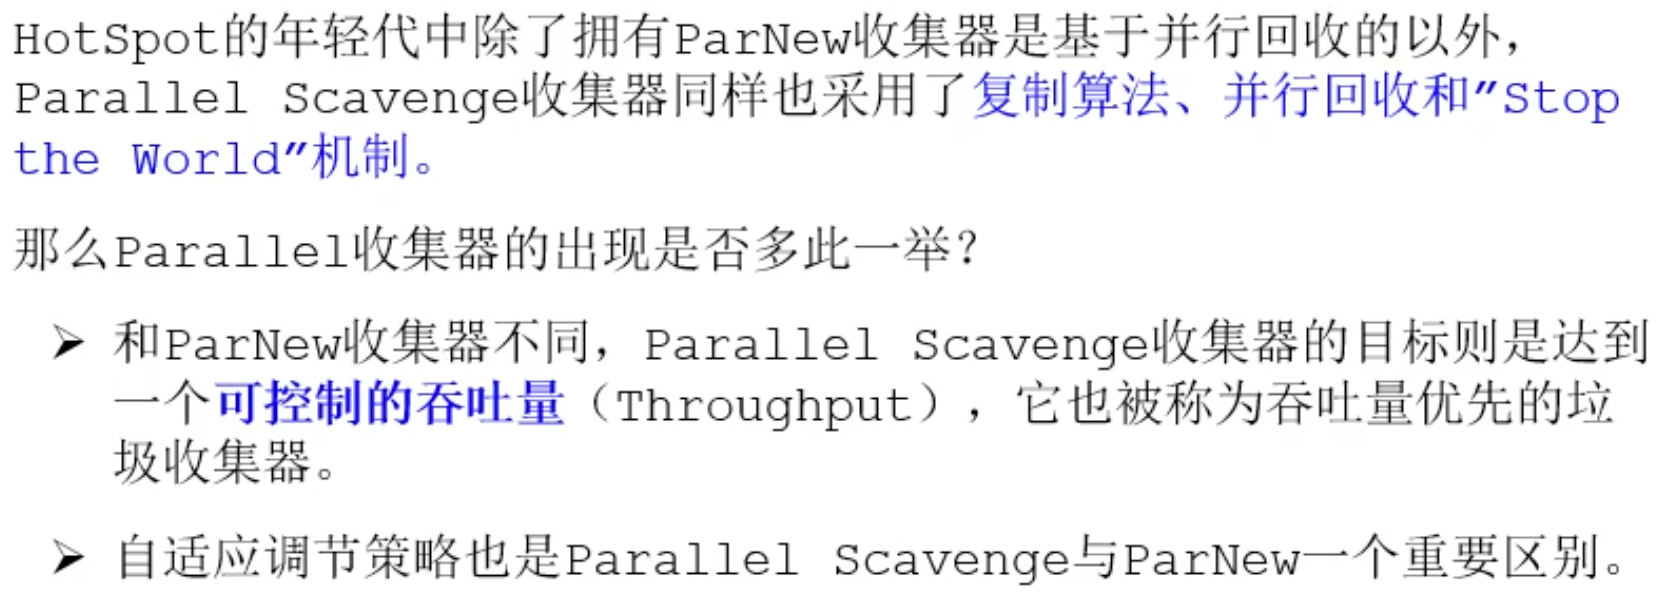 HotSpot的年轻代中除了拥有ParNew收集器是基于并行回收的以外，
Parallel Scavenge收集器同样也采用了复制算法、并行回收和"Stop
the World"机制。
那么Parallel收集器的出现是否多此一举？
➢ 和ParNew收集器不同，Parallel Scavenge收集器的目标则是达到
一个可控制的吞吐量（Throughput），它也被称为吞吐量优先的垃
圾收集器。
➢ 自适应调节策略也是Parallel Scavenge与ParNew一个重要区别。